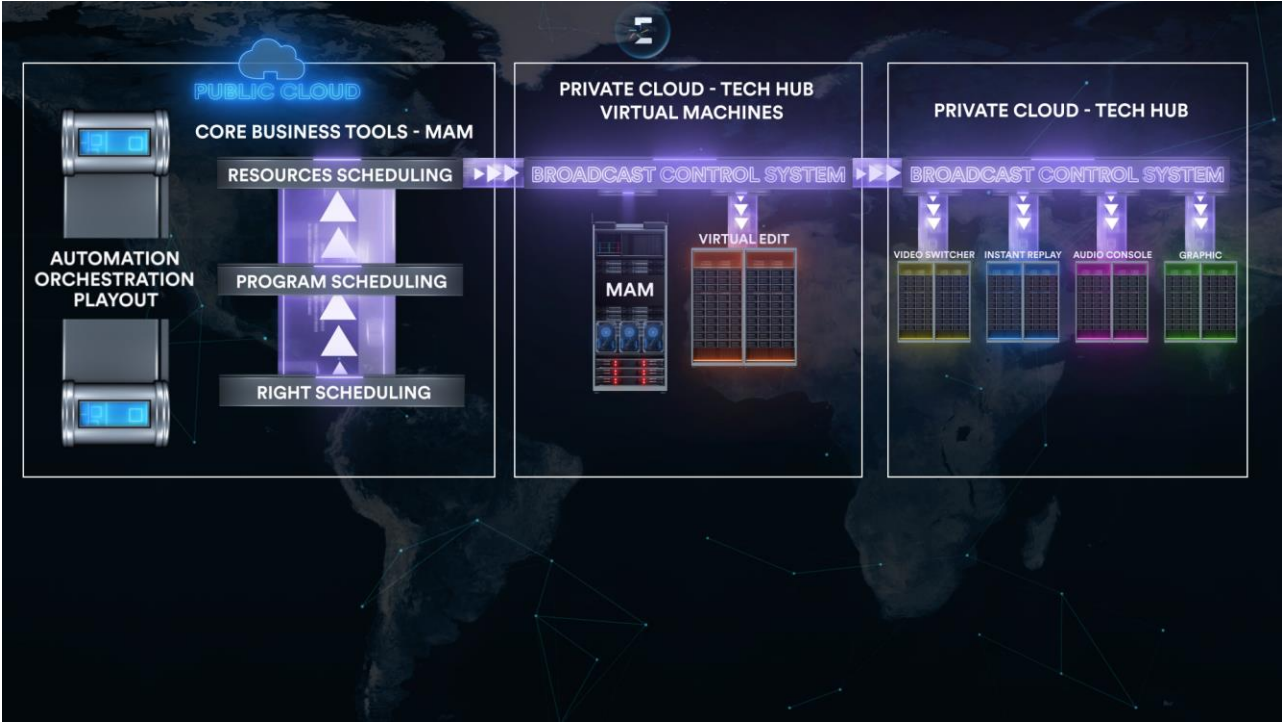 PUBLIC CLOUD
CORE BUSINESS TOOLS - MAM
AUTOMATION
ORCHESTRATION
PLAYOUT
RESOURCES SCHEDULING
PROGRAM SCHEDULING
RIGHT SCHEDULING
PRIVATE CLOUD - TECH HUB
VIRTUAL MACHINES
BROADCAST CONTROL SYSTEM
MAM
VIRTUAL EDIT
PRIVATE CLOUD - TECH HUB
BROADCAST CONTROL SYSTEM
VIDEO SWITCHER
INSTANT REPLAY
AUDIO CONSOLE
GRAPHIC